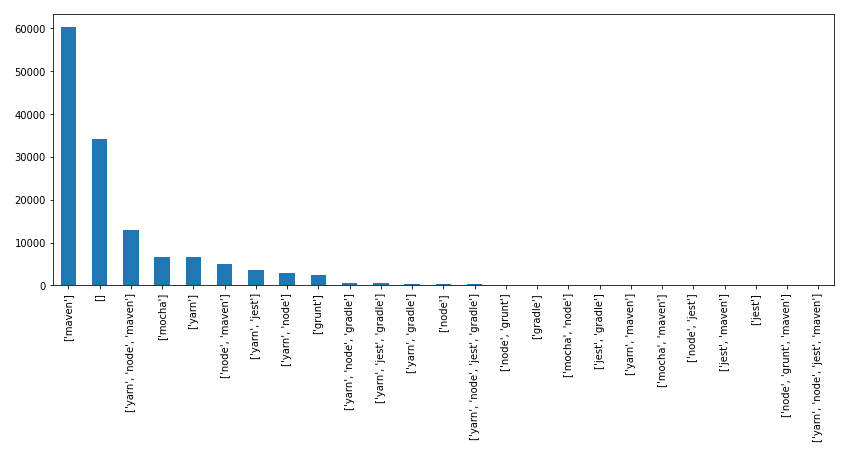 60000
50000
40000
30000
20000
10000
0
['maven']
[]
['yarn', 'node', 'maven']
['mocha']
['yarn']
['node', 'maven']
['yarn', 'jest']
['yarn', 'node']
['grunt']
['yarn', 'node', 'gradle']
['yarn', 'jest', 'gradle']
['yarn', 'gradle']
['node']
['yarn', 'node', 'jest', 'gradle']
['node', 'grunt']
['gradle']
['mocha', 'node']
['jest', 'gradle']
['yarn', 'maven']
['mocha', 'maven']
['node', 'jest']
['jest', 'maven']
['jest']
['node', 'grunt', 'maven']
['yarn', 'node', 'jest', 'maven']